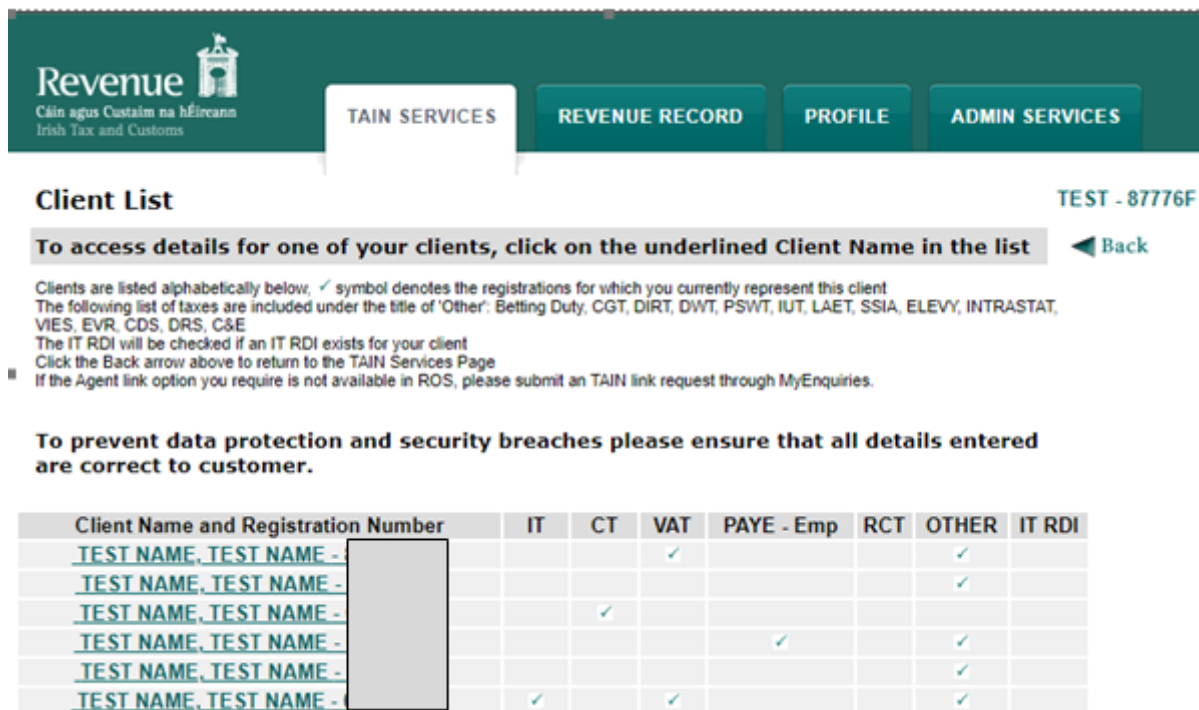 Revenue
Cáin agus Custaim na hÉireann
Irish Tax and Customs
TAIN SERVICES
REVENUE RECORD
PROFILE
ADMIN SERVICES
Client List
TEST - 87776F
To access details for one of your clients, click on the underlined Client Name in the list
Back
Clients are listed alphabetically below, ✓ symbol denotes the registrations for which you currently represent this client
The following list of taxes are included under the title of 'Other': Betting Duty, CGT, DIRT, DWT, PSWT, IUT, LAET, SSIA, ELEVY, INTRASTAT,
VIES, EVR, CDS, DRS, C&E
The IT RDI will be checked if an IT RDI exists for your client
Click the Back arrow above to return to the TAIN Services Page
If the Agent link option you require is not available in ROS, please submit an TAIN link request through MyEnquiries.
To prevent data protection and security breaches please ensure that all details entered
are correct to customer.
Client Name and Registration Number IT CT VAT PAYE - Emp RCT OTHER IT RDI
TEST NAME, TEST NAME - ✓ ✓
TEST NAME, TEST NAME - ✓
TEST NAME, TEST NAME - ✓
TEST NAME, TEST NAME - ✓ ✓
TEST NAME, TEST NAME - ✓
TEST NAME, TEST NAME - ✓ ✓ ✓